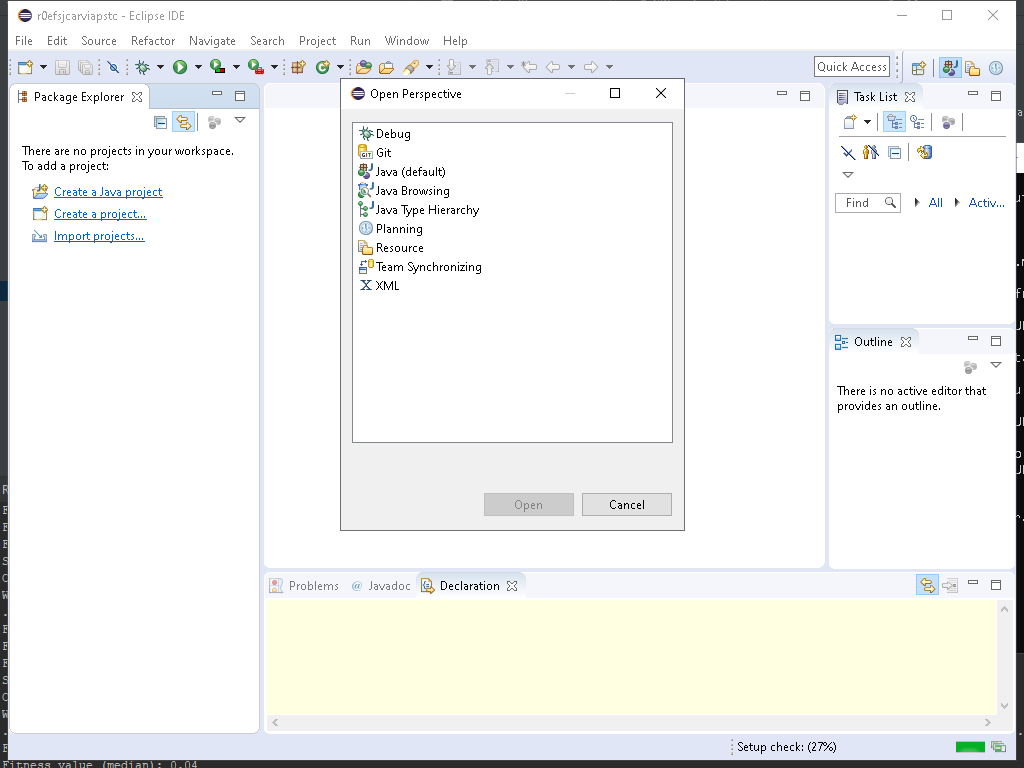 r0efsjcarviapstc - Eclipse IDE
File Edit Source Refactor Navigate Search Project Run Window Help
Quick Access
Package Explorer
There are no projects in your workspace.
To add a project:
Create a Java project
Create a project...
Import projects...
Open Perspective
Debug
Git
Java (default)
Java Browsing
Java Type Hierarchy
Planning
Resource
Team Synchronizing
XML
Open Cancel
Task List
Find All Activ...
Outline
There is no active editor that
provides an outline.
Problems @ Javadoc Declaration
Setup check: (27%)
Fitness value (median): 0.04